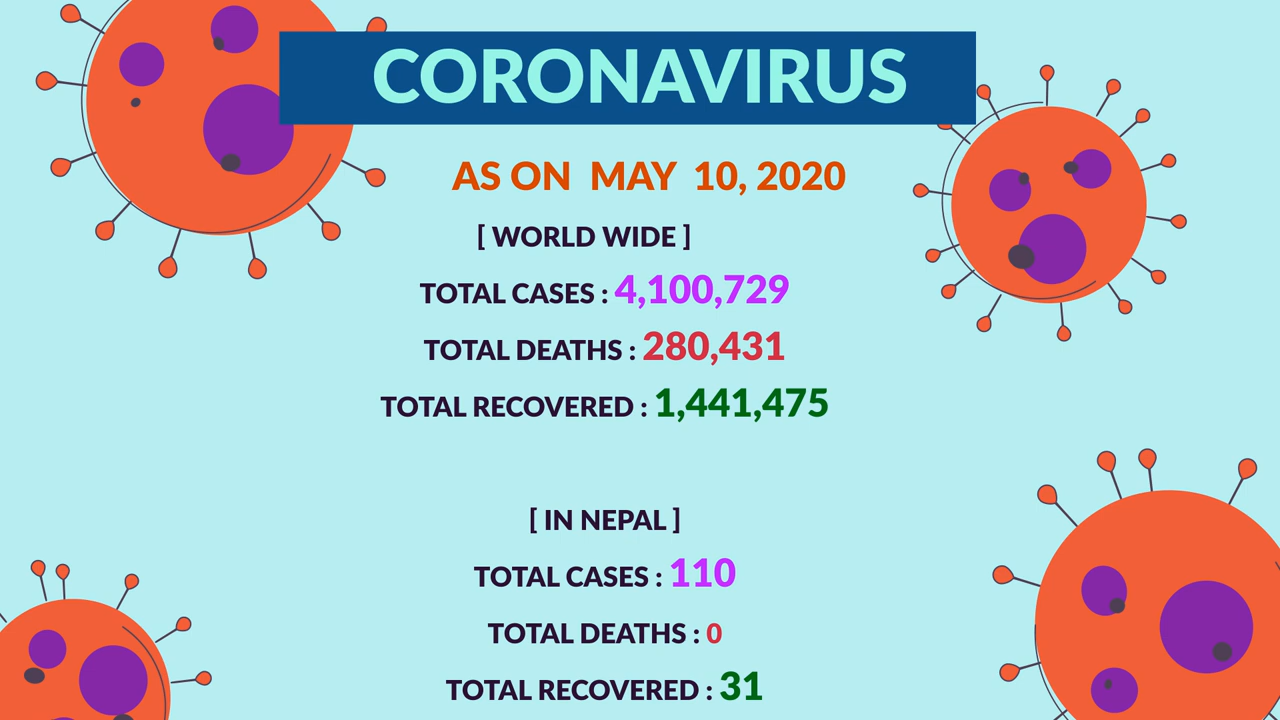 CORONAVIRUS
AS ON MAY 10, 2020
[ WORLD WIDE ]
TOTAL CASES : 4,100,729
TOTAL DEATHS : 280,431
TOTAL RECOVERED : 1,441,475
[ IN NEPAL ]
TOTAL CASES : 110
TOTAL DEATHS : 0
TOTAL RECOVERED : 31